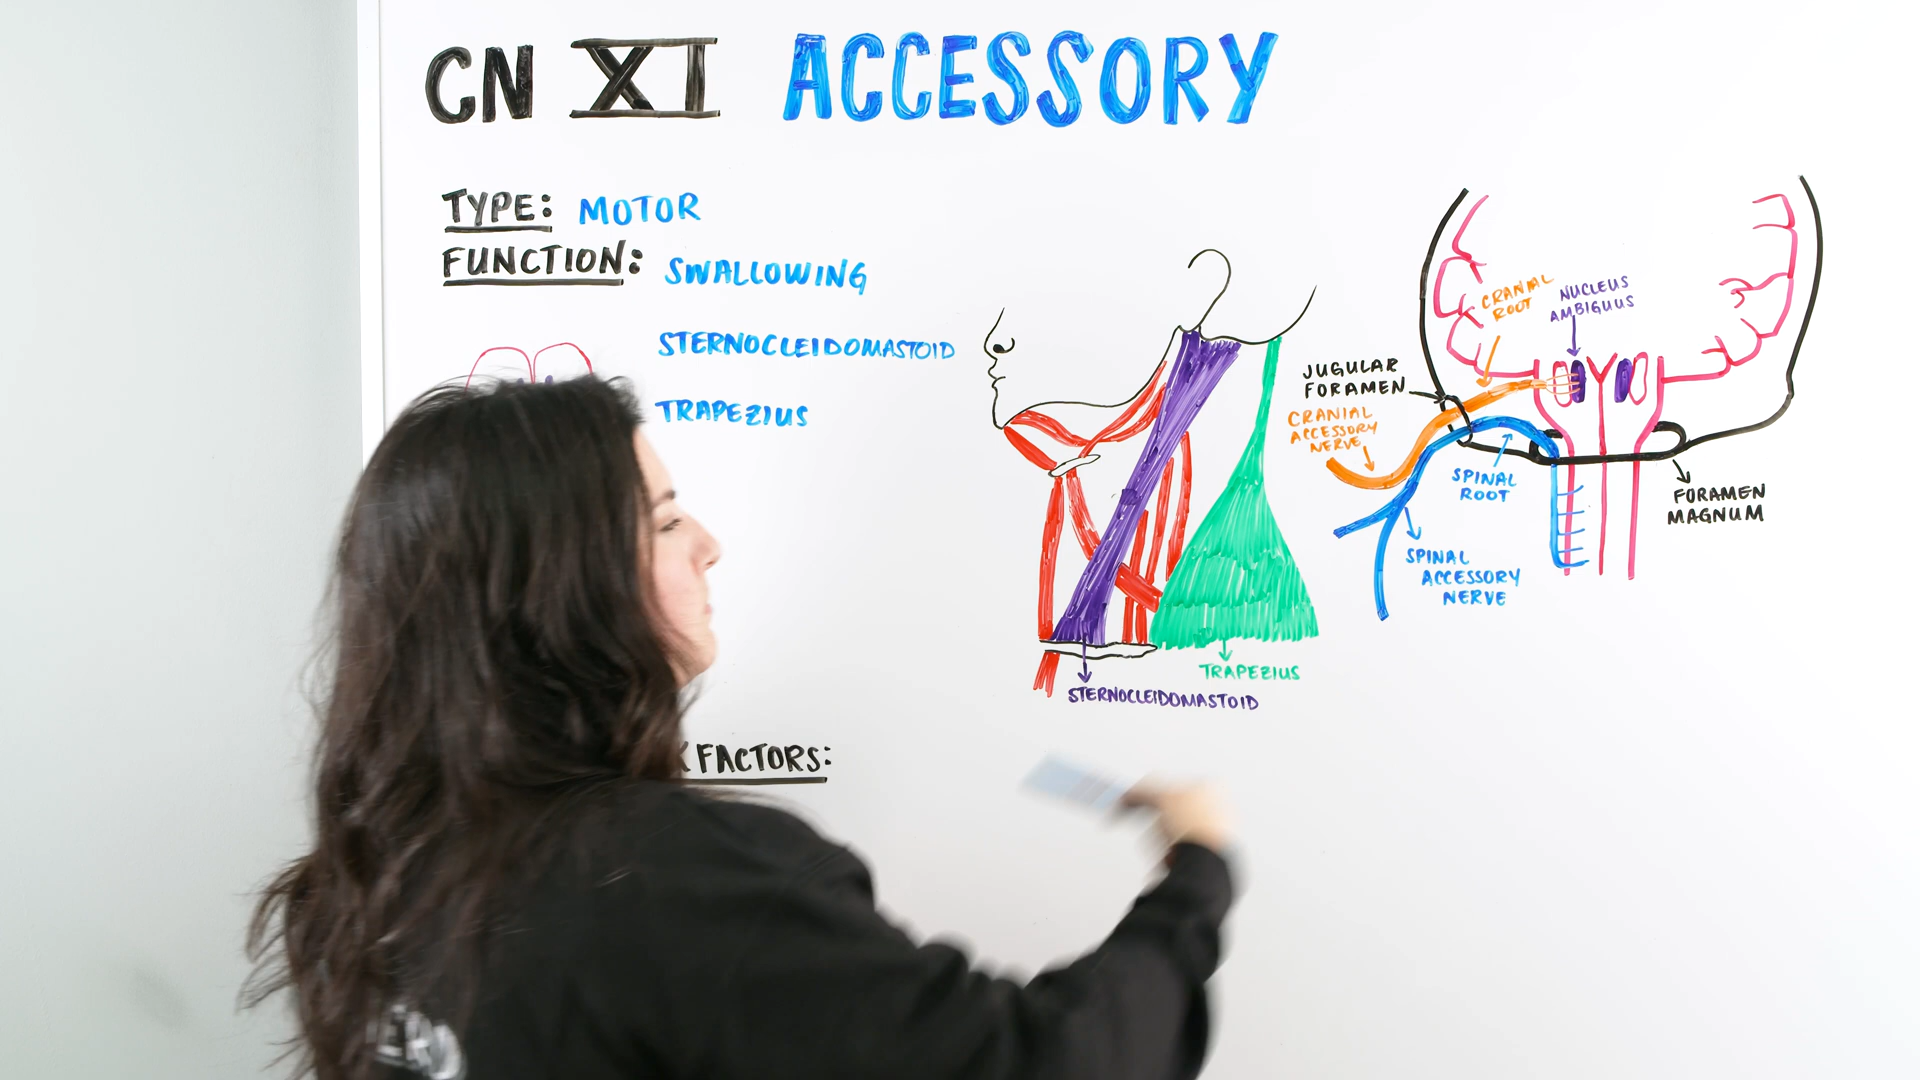 CN XI ACCESSORY
TYPE: MOTOR
FUNCTION: SWALLOWING
STERNOCLEIDOMASTOID
TRAPEZIUS
FACTORS:
STERNOCLEIDOMASTOID
TRAPEZIUS
CRANIAL
ROOT
NUCLEUS
AMBIGUUS
JUGULAR
FORAMEN
CRANIAL
ACCESSORY
NERVE
SPINAL
ROOT
SPINAL
ACCESSORY
NERVE
FORAMEN
MAGNUM